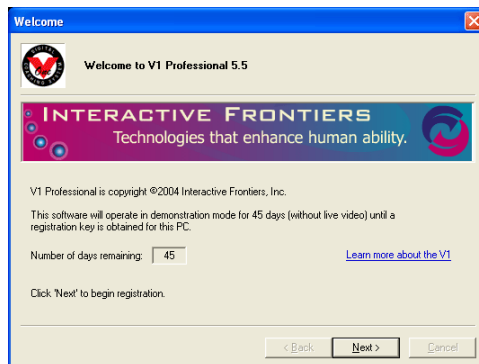 Welcome
Welcome to V1 Professional 5.5
INTERACTIVE FRONTIERS
Technologies that enhance human ability.
V1 Professional is copyright ©2004 Interactive Frontiers, Inc.
This software will operate in demonstration mode for 45 days (without live video) until a
registration key is obtained for this PC.
Number of days remaining: 45
Learn more about the V1
Click 'Next' to begin registration.
< Back Next > Cancel